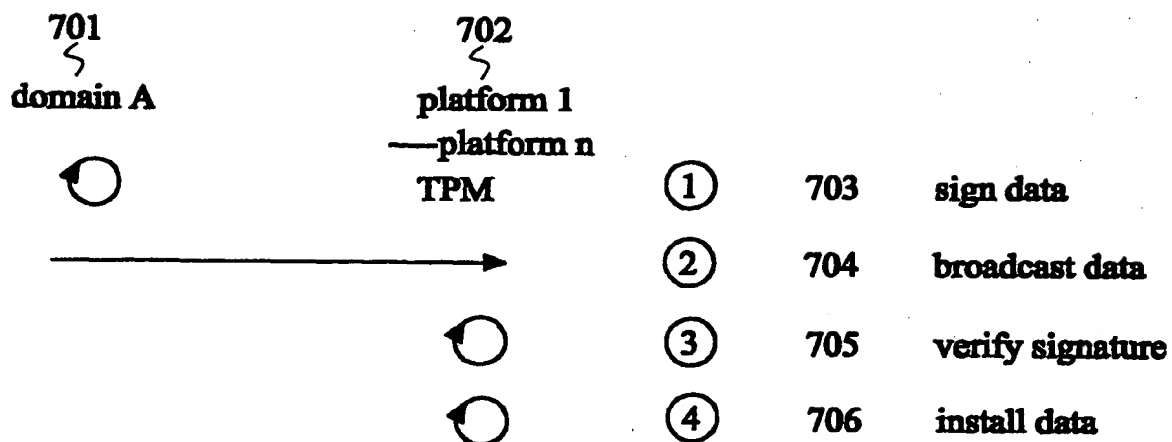 701 702
domain A platform 1
platform n
TPM 1 703 sign data
2 704 broadcast data
3 705 verify signature
4 706 install data